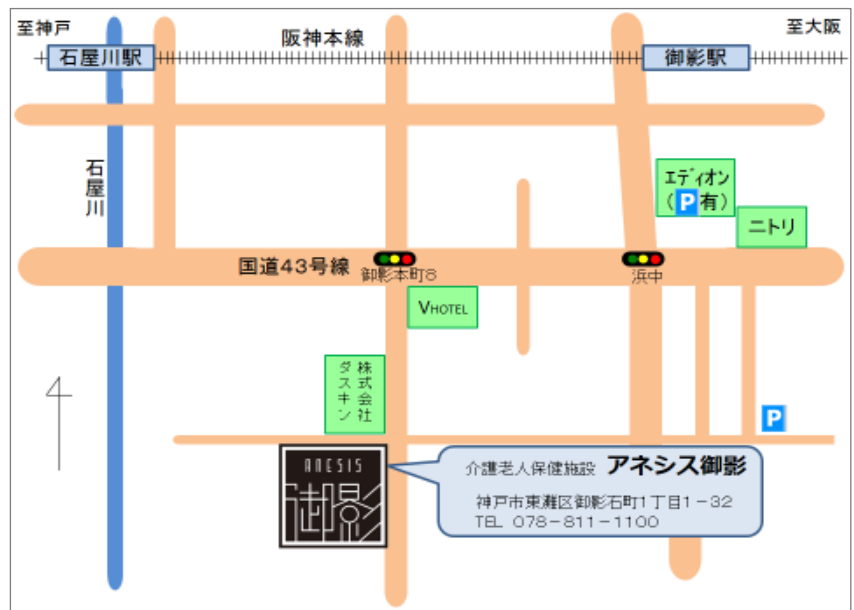 至神戸
阪神本線
至大阪
石屋川駅
御影駅
石屋川
エディオン
(P有)
ニトリ
国道43号線
御影本町8
浜中
VHOTEL
株式会社
ダスキン
P
ANESIS
御影
介護老人保健施設 アネシス御影
神戸市東灘区御影石町1丁目1-32
TEL 078-811-1100